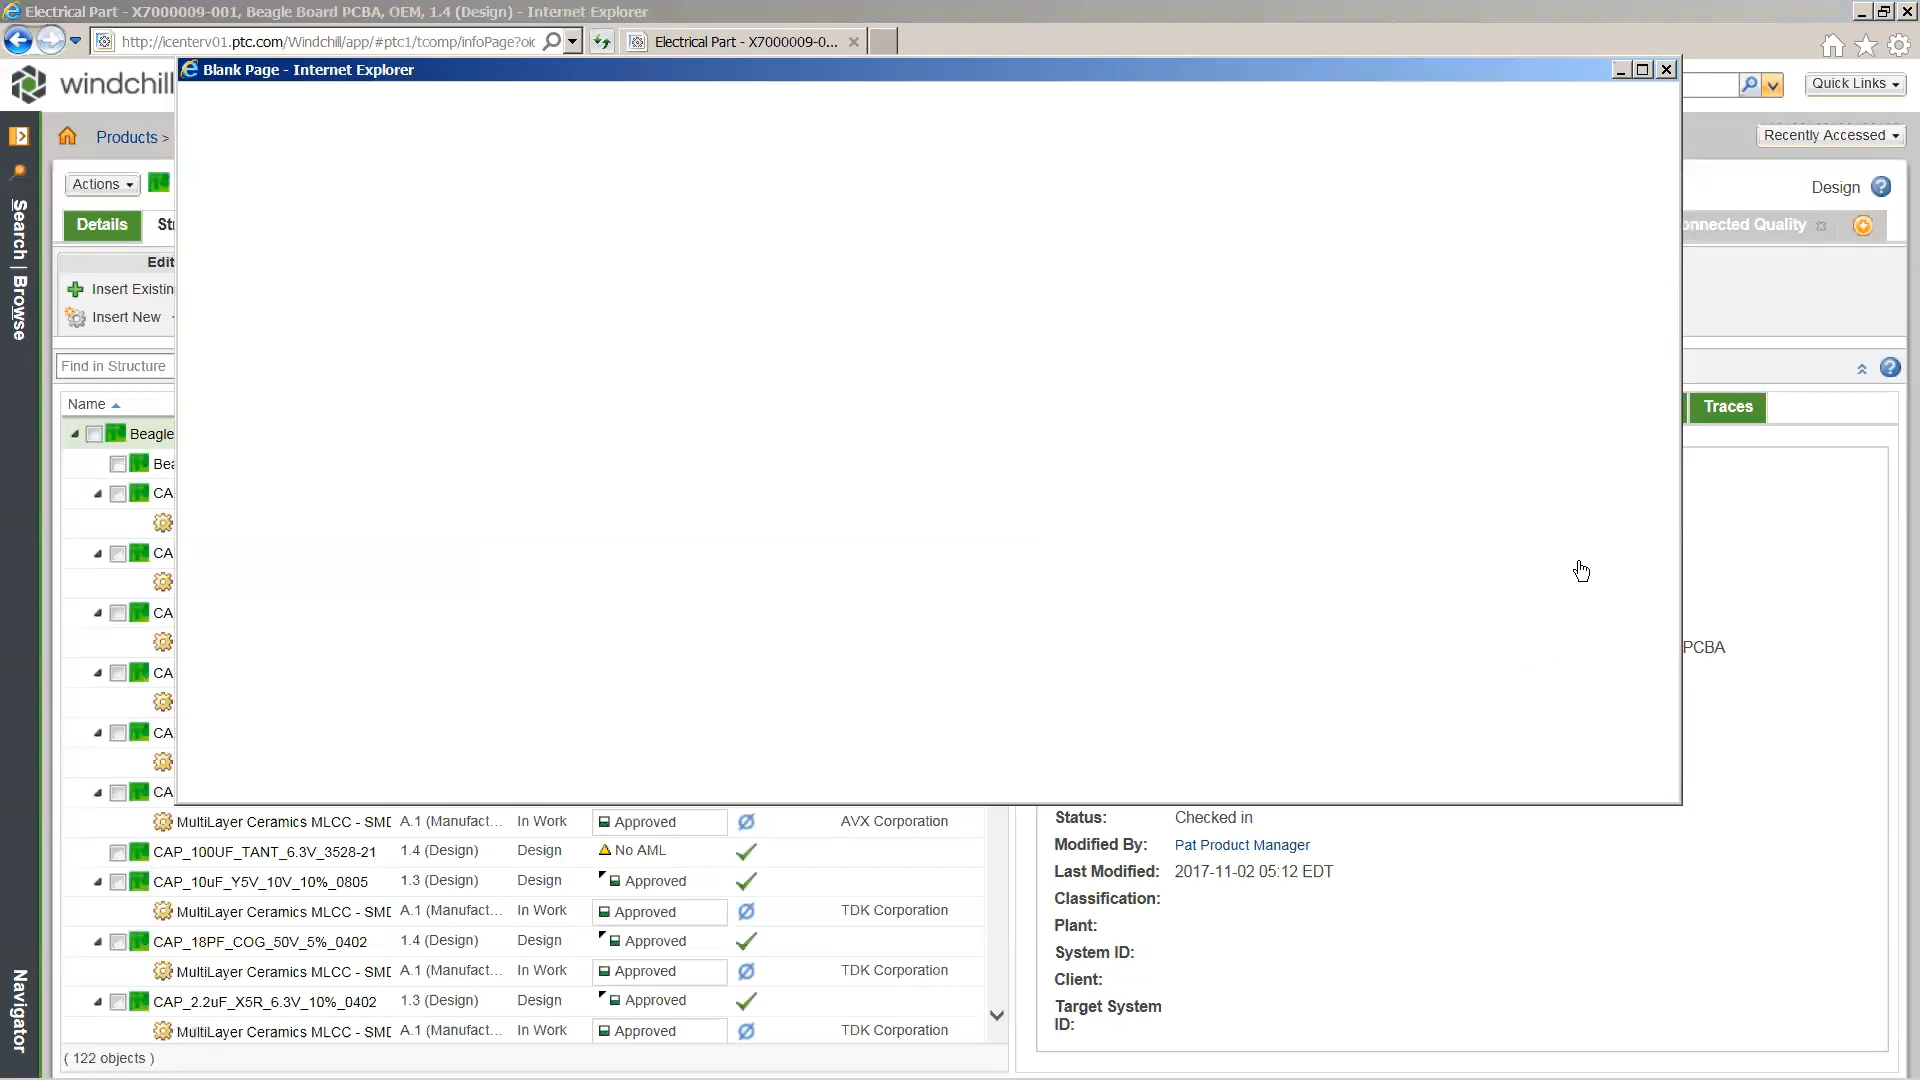 Electrical Part - X7000009-001, Beagle Board PCBA, OEM, 1.4 (Design) - Internet Explorer
http://icenterv01.ptc.com/Windchill/app/#ptc1/tcomp/infoPage?oid
Electrical Part - X7000009-0...
Blank Page - Internet Explorer
windchill
Quick Links
Products >
Recently Accessed
Actions
Design
Details
onnected Quality
Edit
Insert Existin
Insert New
Find in Structure
Search | Browse
Navigator
Name
Traces
Beagle
Bea
CA
CA
CA
CA
CA
CA
PCBA
MultiLayer Ceramics MLCC - SMD A.1 (Manufact... In Work Approved AVX Corporation
CAP_100UF_TANT_6.3V_3528-21 1.4 (Design) Design No AML
CAP_10uF_Y5V_10V_10%_0805 1.3 (Design) Design Approved
MultiLayer Ceramics MLCC - SMD A.1 (Manufact... In Work Approved TDK Corporation
CAP_18PF_COG_50V_5%_0402 1.4 (Design) Design Approved
MultiLayer Ceramics MLCC - SMD A.1 (Manufact... In Work Approved TDK Corporation
CAP_2.2uF_X5R_6.3V_10%_0402 1.3 (Design) Design Approved
MultiLayer Ceramics MLCC - SMD A.1 (Manufact... In Work Approved TDK Corporation
( 122 objects )
Status: Checked in
Modified By: Pat Product Manager
Last Modified: 2017-11-02 05:12 EDT
Classification:
Plant:
System ID:
Client:
Target System
ID: